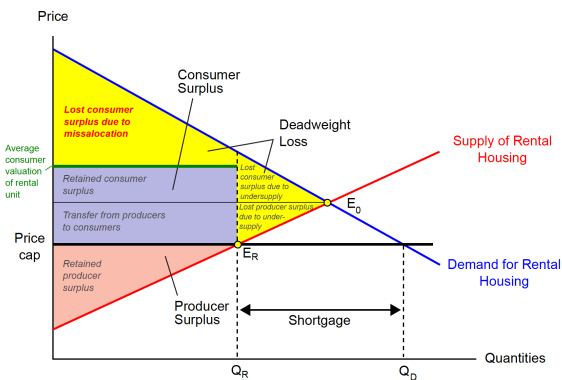 Price
Consumer
Surplus
Lost consumer
surplus due to
missalocation
Deadweight
Loss
Supply of Rental
Housing
Average
consumer
valuation
of rental
unit
Retained consumer
surplus
Lost
consumer
surplus due to
undersupply
Transfer from producers
to consumers
Lost producer surplus
due to under-
supply
E0
Price
cap
ER
Retained
producer
surplus
Demand for Rental
Housing
Producer
Surplus
Shortgage
Quantities
QR
QD